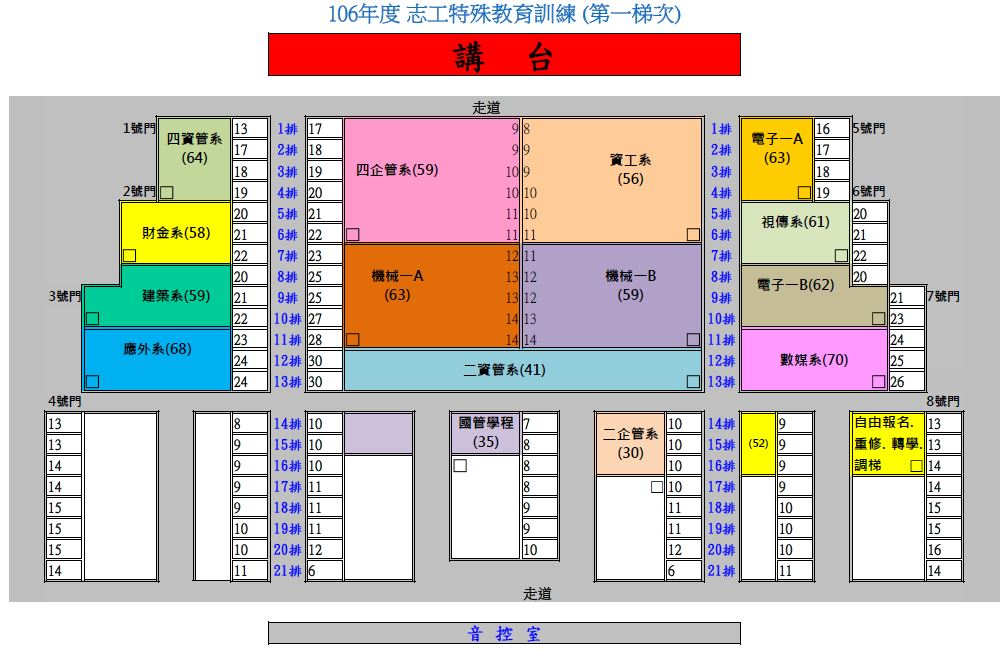 106年度 志工特殊教育訓練 (第一梯次)
講 台
走道
1號門 四資管系 13 1排 17 9 8 1排 電子一A 16 5號門
(64) 17 2排 18 四企管系(59) 9 9 資工系 2排 (63) 17
18 3排 19 10 9 (56) 3排 18
2號門 19 4排 20 10 10 4排 19 6號門
20 5排 21 11 10 5排 視傳系(61) 20
財金系(58) 21 6排 22 11 11 6排 21
22 7排 23 12 11 7排 22
建築系(59) 20 8排 25 機械一A 13 12 機械一B 8排 電子一B(62) 20
3號門 21 9排 25 (63) 13 12 (59) 9排 21 7號門
22 10排 27 14 13 10排 23
應外系(68) 23 11排 28 14 14 11排 24
24 12排 30 二資管系(41) 12排 數媒系(70) 25
24 13排 30 13排 26
4號門 8號門
13 8 14排 10 國管學程 7 二企管系 10 14排 9 自由報名. 13
13 9 15排 10 (35) 8 (30) 10 15排 (52) 9 重修. 轉學. 13
14 9 16排 10 8 10 16排 9 調梯 14
14 9 17排 11 8 10 17排 9 14
15 9 18排 11 9 11 18排 10 15
15 10 19排 11 9 11 19排 10 15
15 10 20排 12 10 12 20排 10 16
14 11 21排 6 6 21排 11 14
走道
音 控 室